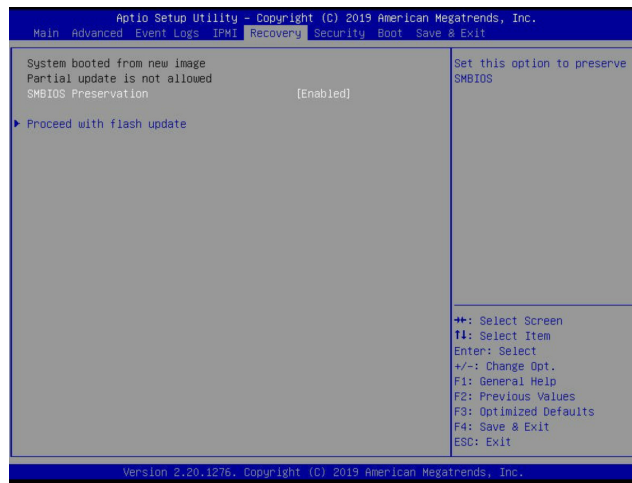 Aptio Setup Utility – Copyright (C) 2019 American Megatrends, Inc.
Main Advanced Event Logs IPMI Recovery Security Boot Save & Exit
System booted from new image
Partial update is not allowed
SMBIOS Preservation [Enabled]
Proceed with flash update
Set this option to preserve
SMBIOS
→←: Select Screen
↑↓: Select Item
Enter: Select
+/-: Change Opt.
F1: General Help
F2: Previous Values
F3: Optimized Defaults
F4: Save & Exit
ESC: Exit
Version 2.20.1276. Copyright (C) 2019 American Megatrends, Inc.